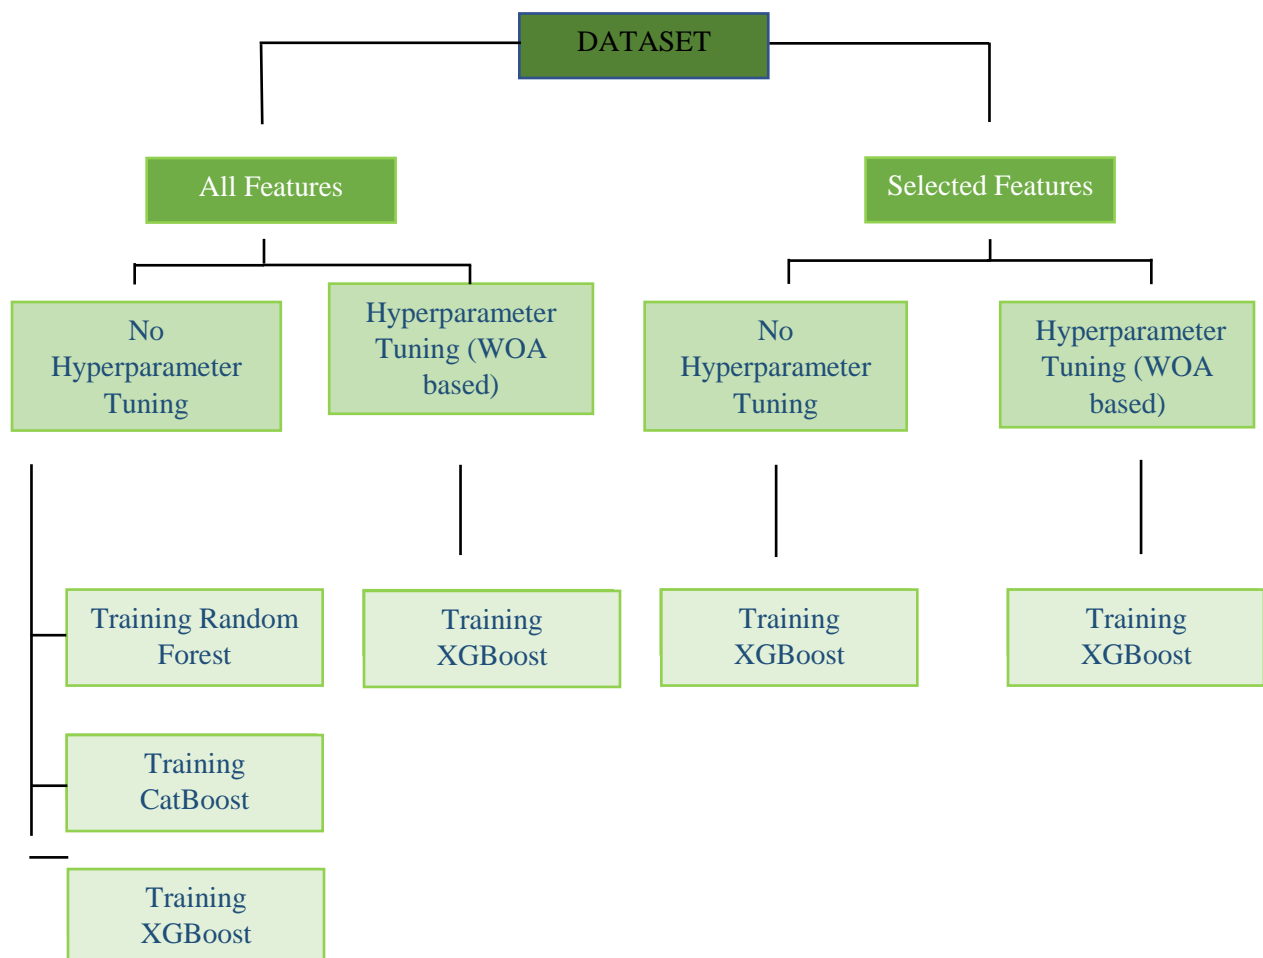 DATASET
All Features
Selected Features
No
Hyperparameter
Tuning
Hyperparameter
Tuning (WOA
based)
No
Hyperparameter
Tuning
Hyperparameter
Tuning (WOA
based)
Training Random
Forest
Training
XGBoost
Training
XGBoost
Training
XGBoost
Training
CatBoost
Training
XGBoost